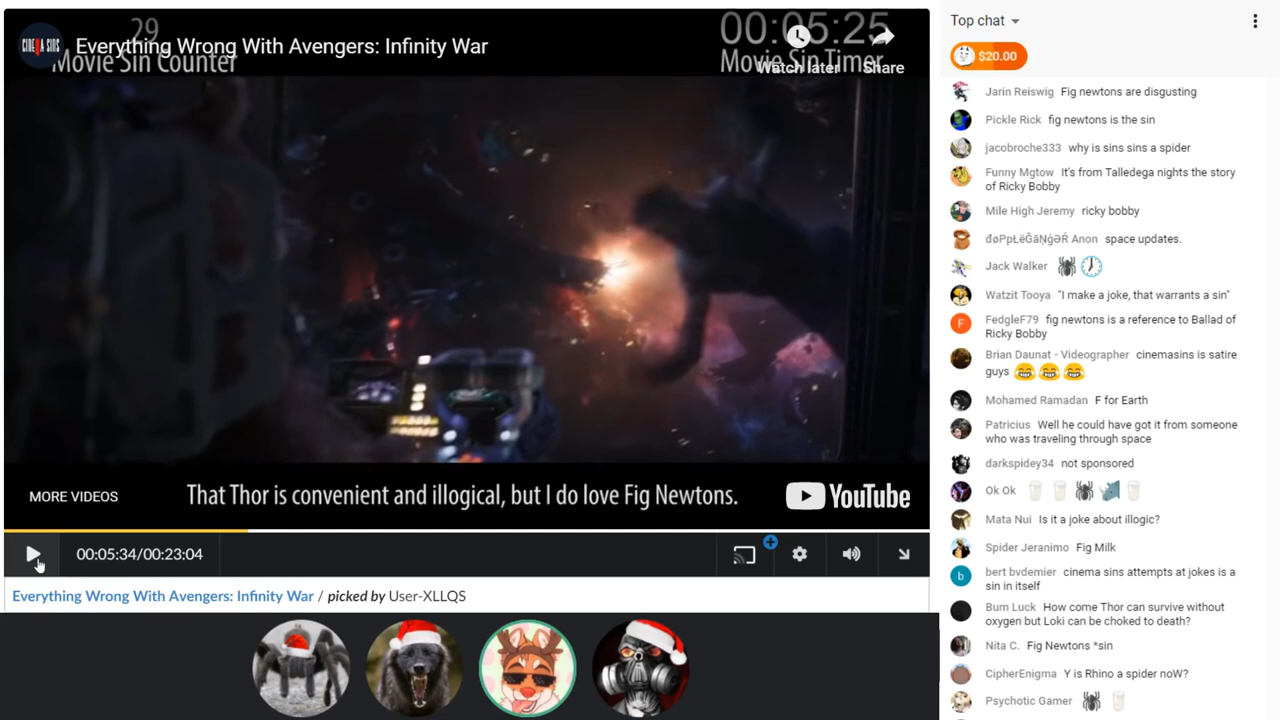 29
Movie Sin Counter
CINEMA SINS
Everything Wrong With Avengers: Infinity War
00:05:25
Movie Sin Timer
Watch later
Share
That Thor is convenient and illogical, but I do love Fig Newtons.
MORE VIDEOS
YouTube
00:05:34/00:23:04
Everything Wrong With Avengers: Infinity War / picked by User-XLLQS
Top chat
$20.00
Jarin Reiswig Fig newtons are disgusting
Pickle Rick fig newtons is the sin
jacobroche333 why is sins sins a spider
Funny Mgtow It's from Talledega nights the story
of Ricky Bobby
Mile High Jeremy ricky bobby
đøPpŁëĞãŅģƏŔ Anon space updates.
Jack Walker 🕷🕖
Watzit Tooya "I make a joke, that warrants a sin"
F
FedgleF79 fig newtons is a reference to Ballad of
Ricky Bobby
Brian Daunat - Videographer cinemasins is satire
guys 😂😂😂
Mohamed Ramadan F for Earth
Patricius Well he could have got it from someone
who was traveling through space
darkspidey34 not sponsored
Ok Ok 🥛🥛🕷🦏🥛
Mata Nui Is it a joke about illogic?
Spider Jeranimo Fig Milk
b
bert bvdemier cinema sins attempts at jokes is a
sin in itself
Bum Luck How come Thor can survive without
oxygen but Loki can be choked to death?
Nita C. Fig Newtons *sin
CipherEnigma Y is Rhino a spider noW?
Psychotic Gamer 🕷🥛